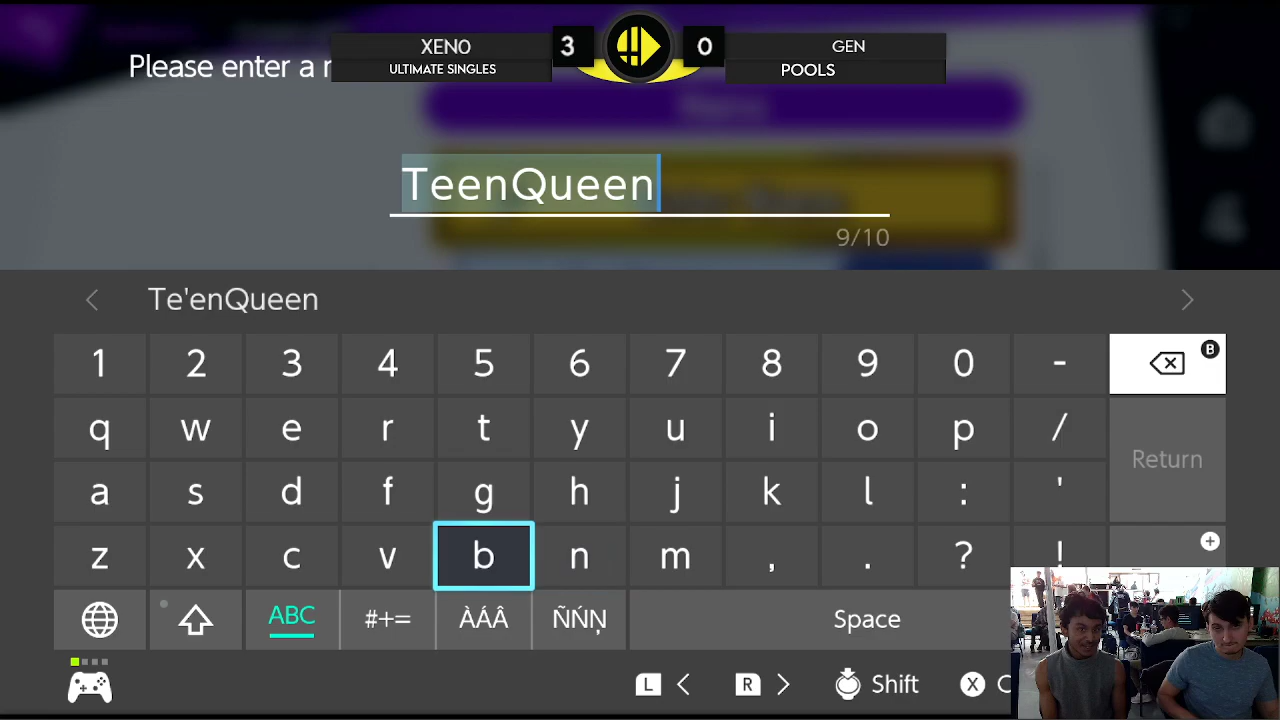 XENO
ULTIMATE SINGLES
3
0
GEN
POOLS
Please enter a
TeenQueen
9/10
Te'enQueen
1 2 3 4 5 6 7 8 9 0 -
B
q w e r t y u i o p /
Return
a s d f g h j k l : '
z x c v b n m , . ? !
+
ABC #+= ÀÁÂ ÑŃŅ Space
L < R > Shift X